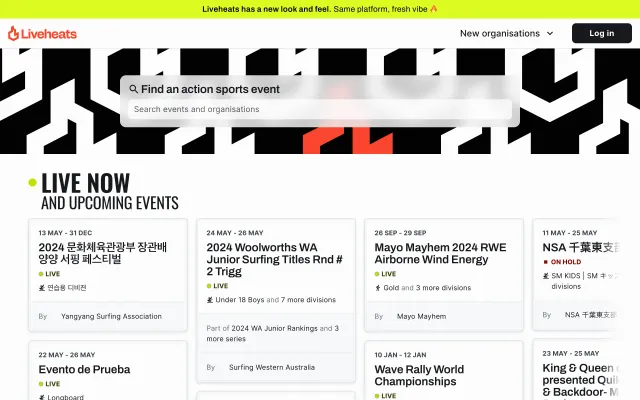 Liveheats has a new look and feel. Same platform, fresh vibe 🔥
Liveheats
New organisations
Log in
Find an action sports event
Search events and organisations
LIVE NOW
AND UPCOMING EVENTS
13 MAY - 31 DEC
2024 문화체육관광부 장관배
양양 서핑 페스티벌
LIVE
연습용 디비전
By Yangyang Surfing Association
22 MAY - 26 MAY
Evento de Prueba
LIVE
Longboard
24 MAY - 26 MAY
2024 Woolworths WA
Junior Surfing Titles Rnd #
2 Trigg
LIVE
Under 18 Boys and 7 more divisions
Part of 2024 WA Junior Rankings and 3
more series
By Surfing Western Australia
26 SEP - 29 SEP
Mayo Mayhem 2024 RWE
Airborne Wind Energy
LIVE
Gold and 3 more divisions
By Mayo Mayhem
10 JAN - 12 JAN
Wave Rally World
Championships
LIVE
11 MAY - 25 MAY
NSA 千葉東支
ON HOLD
SM KIDS | SM キッ
divisions
By NSA 千葉東支
23 MAY - 25 MAY
King & Queen
presented Quik
& Backdoor- M